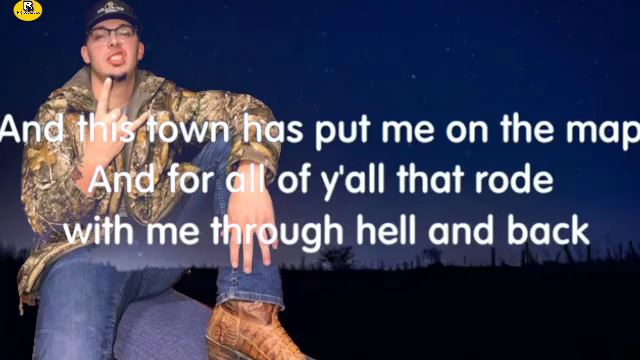 And this town has put me on the map
And for all of y'all that rode
with me through hell and back